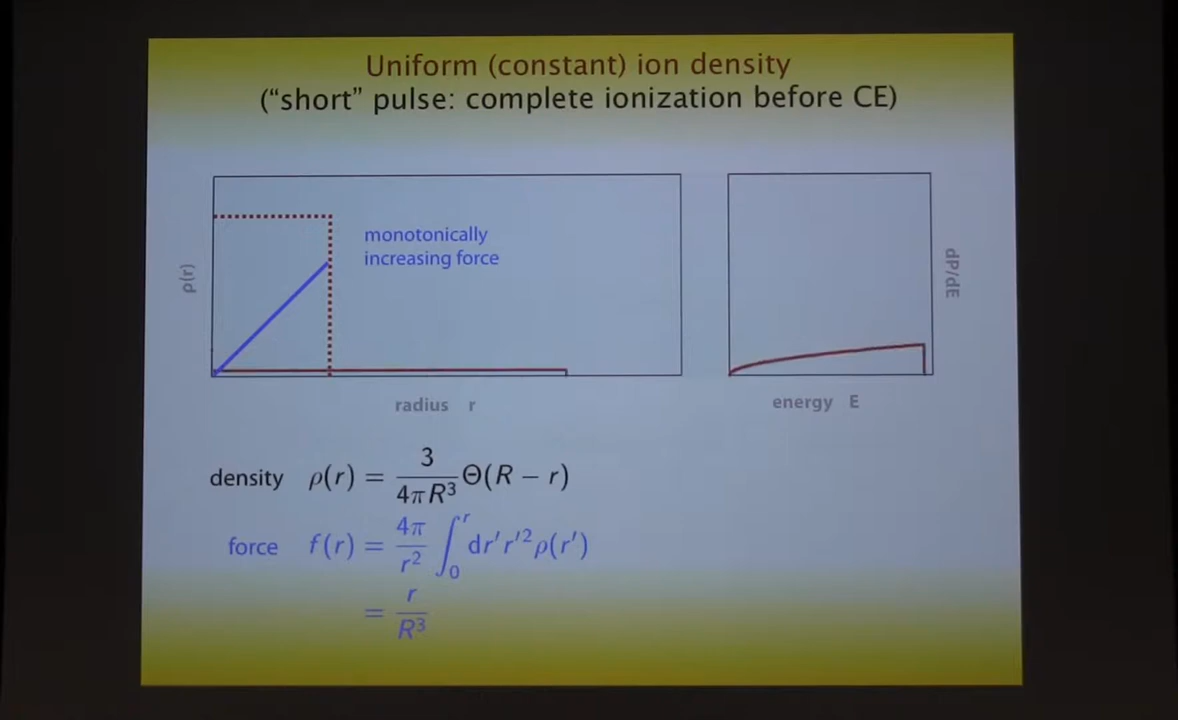 Uniform (constant) ion density
(“short” pulse: complete ionization before CE)
monotonically
increasing force
ρ(r)
radius r
dP/dE
energy E
density ρ(r) = 3/4πR³ Θ(R − r)
force f(r) = 4π/r² ∫₀ʳ dr′r′²ρ(r′)
= r/R³